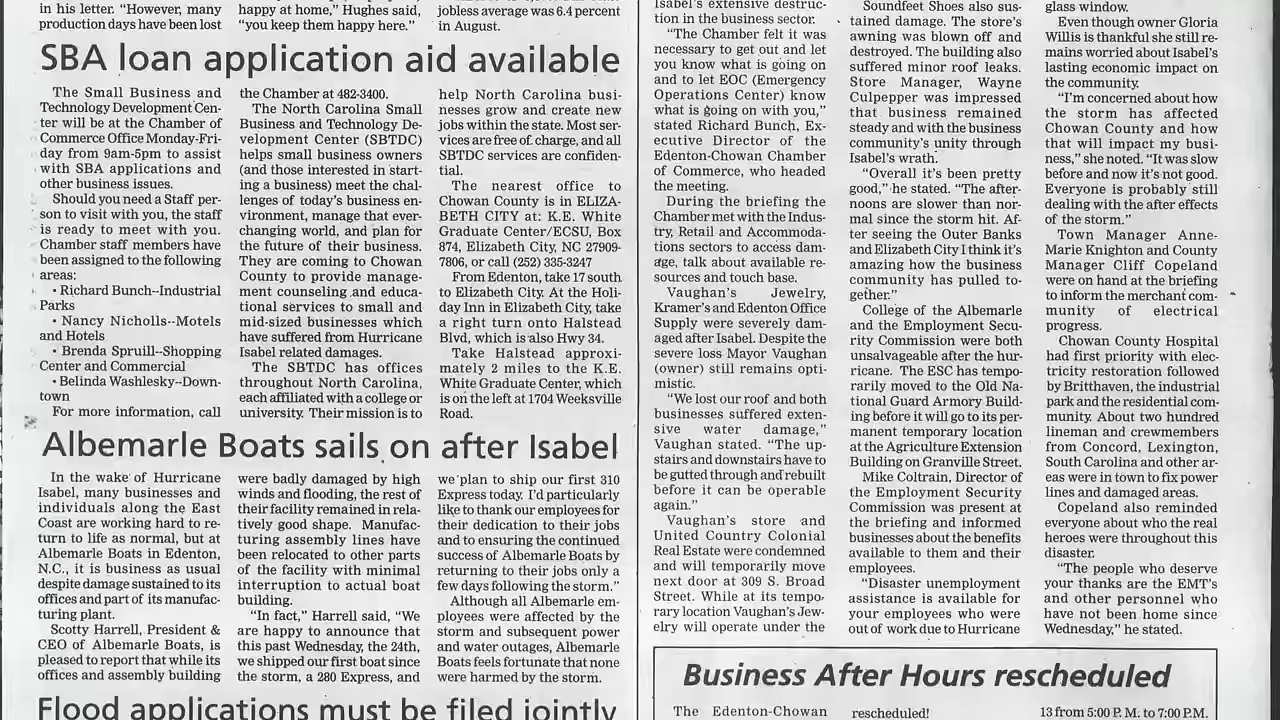 in his letter. “However, many
production days have been lost
happy at home,” Hughes said,
“you keep them happy here.”
jobless average was 6.4 percent
in August.
SBA loan application aid available
The Small Business and
Technology Development Cen-
ter will be at the Chamber of
Commerce Office Monday-Fri-
day from 9am-5pm to assist
with SBA applications and
other business issues.
Should you need a Staff per-
son to visit with you, the staff
is ready to meet with you.
Chamber staff members have
been assigned to the following
areas:
• Richard Bunch--Industrial
Parks
• Nancy Nicholls--Motels
and Hotels
• Brenda Spruill--Shopping
Center and Commercial
• Belinda Washlesky--Down-
town
For more information, call
the Chamber at 482-3400.
The North Carolina Small
Business and Technology De-
velopment Center (SBTDC)
helps small business owners
(and those interested in start-
ing a business) meet the chal-
lenges of today's business en-
vironment, manage that ever-
changing world, and plan for
the future of their business.
They are coming to Chowan
County to provide manage-
ment counseling and educa-
tional services to small and
mid-sized businesses which
have suffered from Hurricane
Isabel related damages.
The SBTDC has offices
throughout North Carolina,
each affiliated with a college or
university. Their mission is to
help North Carolina busi-
nesses grow and create new
jobs within the state. Most ser-
vices are free of charge, and all
SBTDC services are confiden-
tial.
The nearest office to
Chowan County is in ELIZA-
BETH CITY at: K.E. White
Graduate Center/ECSU, Box
874, Elizabeth City, NC 27909-
7806, or call (252) 335-3247
From Edenton, take 17 south
to Elizabeth City. At the Holi-
day Inn in Elizabeth City, take
a right turn onto Halstead
Blvd, which is also Hwy 34.
Take Halstead approxi-
mately 2 miles to the K.E.
White Graduate Center, which
is on the left at 1704 Weeksville
Road.
Albemarle Boats sails on after Isabel
In the wake of Hurricane
Isabel, many businesses and
individuals along the East
Coast are working hard to re-
turn to life as normal, but at
Albemarle Boats in Edenton,
N.C., it is business as usual
despite damage sustained to its
offices and part of its manufac-
turing plant.
Scotty Harrell, President &
CEO of Albemarle Boats, is
pleased to report that while its
offices and assembly building
were badly damaged by high
winds and flooding, the rest of
their facility remained in rela-
tively good shape. Manufac-
turing assembly lines have
been relocated to other parts
of the facility with minimal
interruption to actual boat
building.
“In fact,” Harrell said, “We
are happy to announce that
this past Wednesday, the 24th,
we shipped our first boat since
the storm, a 280 Express, and
we plan to ship our first 310
Express today. I'd particularly
like to thank our employees for
their dedication to their jobs
and to ensuring the continued
success of Albemarle Boats by
returning to their jobs only a
few days following the storm.”
Although all Albemarle em-
ployees were affected by the
storm and subsequent power
and water outages, Albemarle
Boats feels fortunate that none
were harmed by the storm.
Flood applications must be filed jointly
Isabel's extensive destruc-
tion in the business sector.
“The Chamber felt it was
necessary to get out and let
you know what is going on
and to let EOC (Emergency
Operations Center) know
what is going on with you,”
stated Richard Bunch, Ex-
ecutive Director of the
Edenton-Chowan Chamber
of Commerce, who headed
the meeting.
During the briefing the
Chamber met with the Indus-
try, Retail and Accommoda-
tions sectors to access dam-
age, talk about available re-
sources and touch base.
Vaughan's Jewelry,
Kramer's and Edenton Office
Supply were severely dam-
aged after Isabel. Despite the
severe loss Mayor Vaughan
(owner) still remains opti-
mistic.
“We lost our roof and both
businesses suffered exten-
sive water damage,”
Vaughan stated. “The up-
stairs and downstairs have to
be gutted through and rebuilt
before it can be operable
again.”
Vaughan's store and
United Country Colonial
Real Estate were condemned
and will temporarily move
next door at 309 S. Broad
Street. While at its tempo-
rary location Vaughan's Jew-
elry will operate under the
Soundfeet Shoes also sus-
tained damage. The store's
awning was blown off and
destroyed. The building also
suffered minor roof leaks.
Store Manager, Wayne
Culpepper was impressed
that business remained
steady and with the business
community's unity through
Isabel's wrath.
“Overall it's been pretty
good,” he stated. “The after-
noons are slower than nor-
mal since the storm hit. Af-
ter seeing the Outer Banks
and Elizabeth City I think it's
amazing how the business
community has pulled to-
gether.”
College of the Albemarle
and the Employment Secu-
rity Commission were both
unsalvageable after the hur-
ricane. The ESC has tempo-
rarily moved to the Old Na-
tional Guard Armory Build-
ing before it will go to its per-
manent temporary location
at the Agriculture Extension
Building on Granville Street.
Mike Coltrain, Director of
the Employment Security
Commission was present at
the briefing and informed
businesses about the benefits
available to them and their
employees.
“Disaster unemployment
assistance is available for
your employees who were
out of work due to Hurricane
glass window.
Even though owner Gloria
Willis is thankful she still re-
mains worried about Isabel's
lasting economic impact on
the community.
“I'm concerned about how
the storm has affected
Chowan County and how
that will impact my busi-
ness,” she noted. “It was slow
before and now it's not good.
Everyone is probably still
dealing with the after effects
of the storm.”
Town Manager Anne-
Marie Knighton and County
Manager Cliff Copeland
were on hand at the briefing
to inform the merchant com-
munity of electrical
progress.
Chowan County Hospital
had first priority with elec-
tricity restoration followed
by Britthaven, the industrial
park and the residential com-
munity. About two hundred
lineman and crewmembers
from Concord, Lexington,
South Carolina and other ar-
eas were in town to fix power
lines and damaged areas.
Copeland also reminded
everyone about who the real
heroes were throughout this
disaster.
“The people who deserve
your thanks are the EMT's
and other personnel who
have not been home since
Wednesday,” he stated.
Business After Hours rescheduled
The Edenton-Chowan
rescheduled!
13 from 5:00 P.M. to 7:00 P.M.